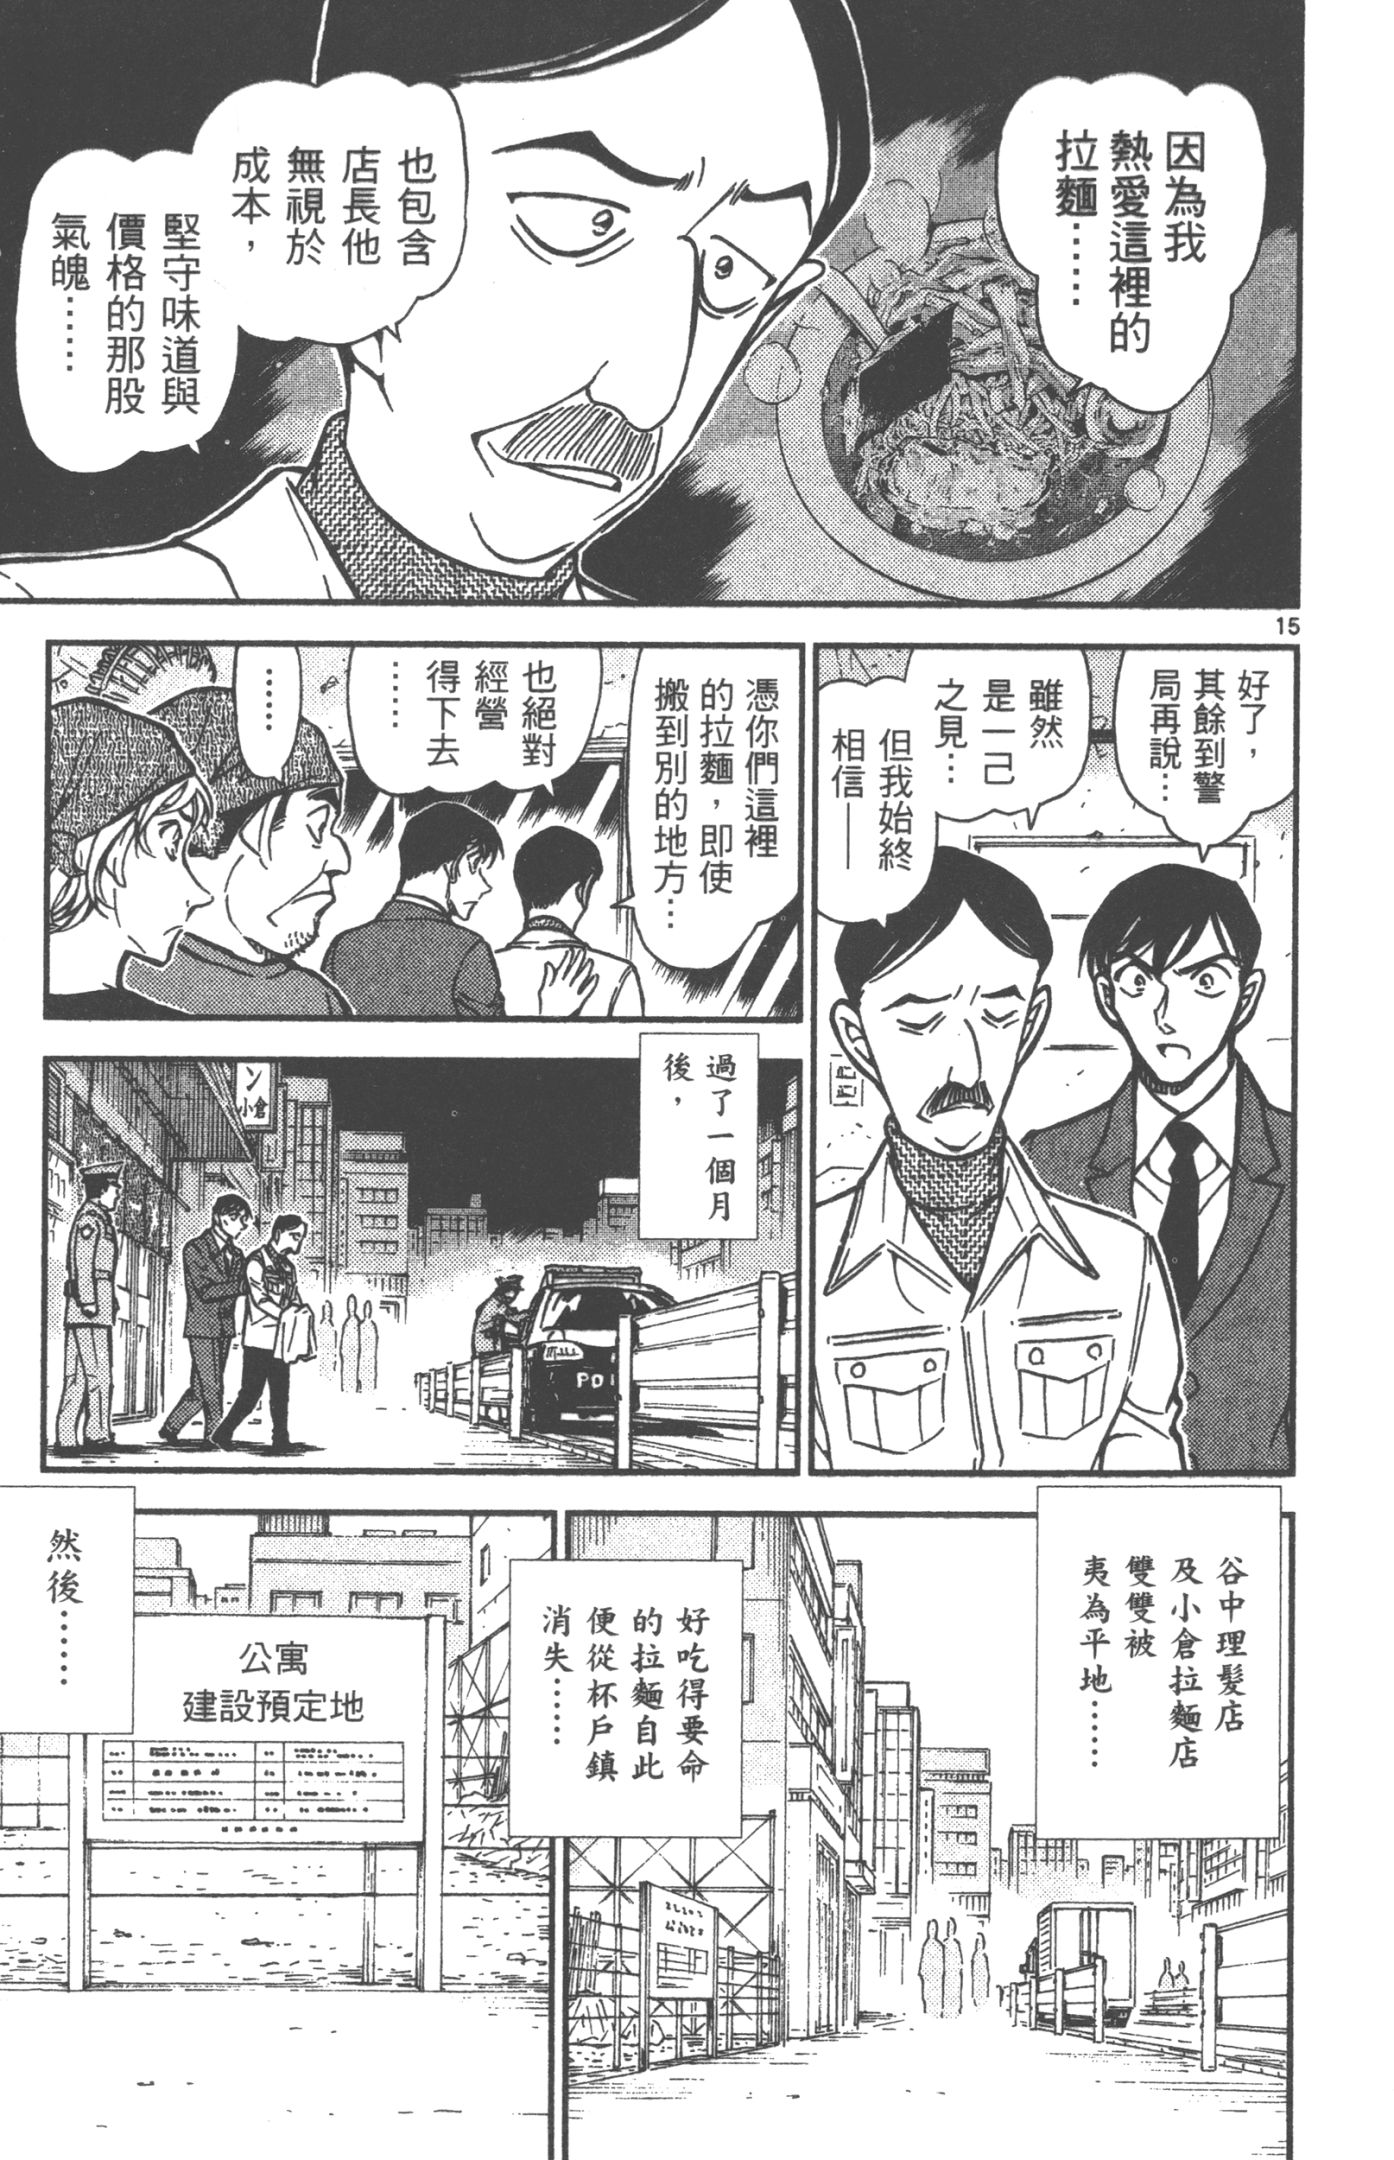 因為我
熱愛這裡的
拉麵……
也包含
店長他
無視於
成本，
堅守味道與
價格的那股
氣魄……
15
好了，
其餘到警
局再說…
雖然
是一己
之見…
但我始終
相信——
憑你們這裡
的拉麵，即使
搬到別的地方…
也絕對
經營
得下去
……
……
過了一個月
後，
ン
小倉
谷中理髮店
及小倉拉麵店
雙雙被
夷為平地……
好吃得要命
的拉麵自此
便從杯戶鎮
消失……
公寓
建設預定地
然後……